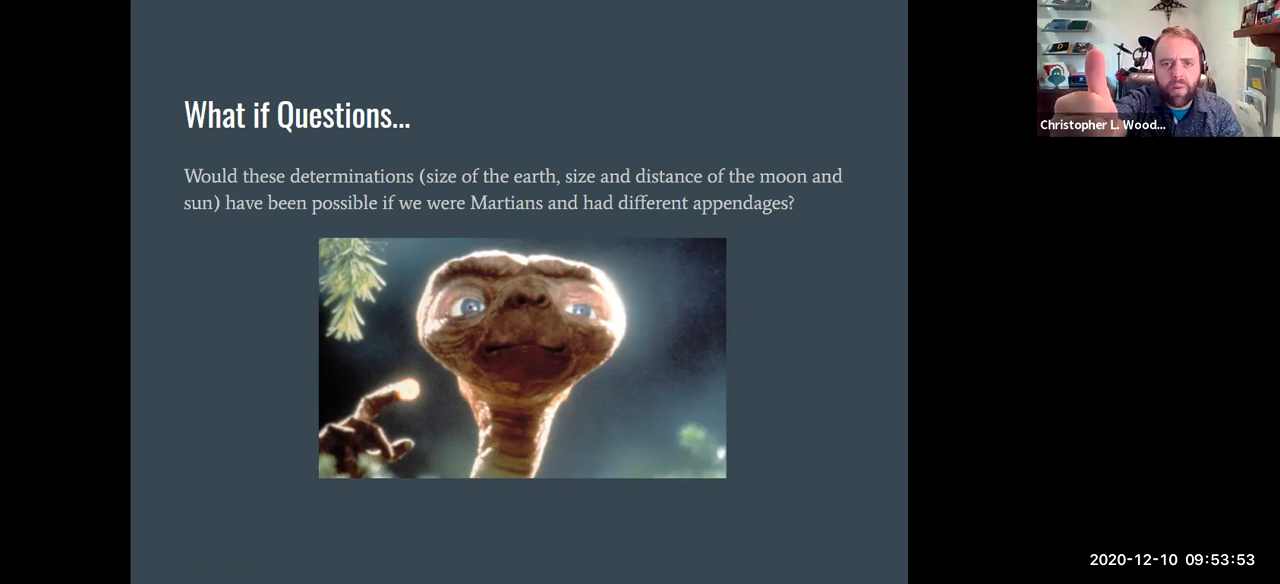 What if Questions...
Would these determinations (size of the earth, size and distance of the moon and
sun) have been possible if we were Martians and had different appendages?
Christopher L. Wood...
2020-12-10 09:53:53